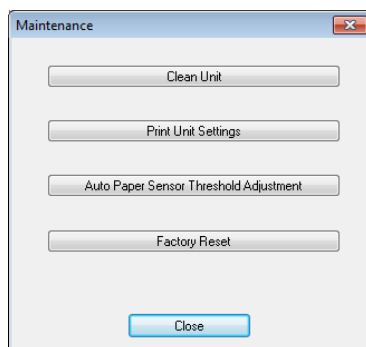 Maintenance
Clean Unit
Print Unit Settings
Auto Paper Sensor Threshold Adjustment
Factory Reset
Close